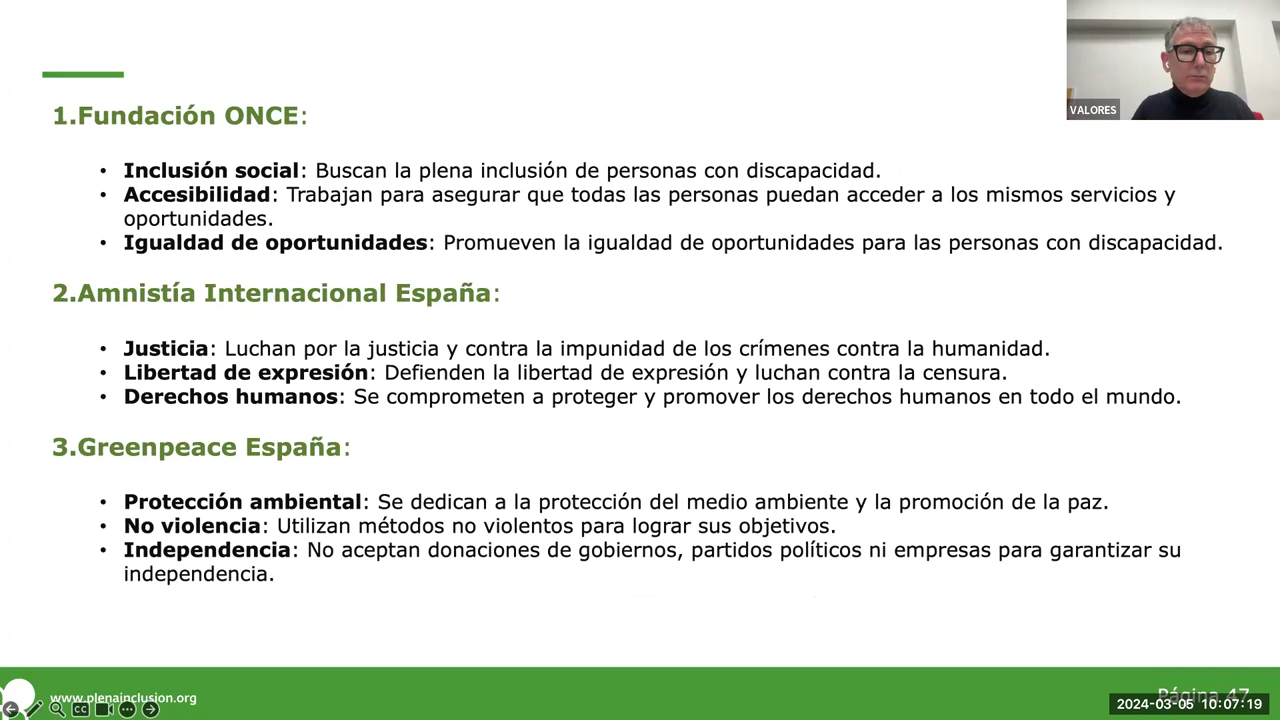 VALORES
1.Fundación ONCE:
• Inclusión social: Buscan la plena inclusión de personas con discapacidad.
• Accesibilidad: Trabajan para asegurar que todas las personas puedan acceder a los mismos servicios y
oportunidades.
• Igualdad de oportunidades: Promueven la igualdad de oportunidades para las personas con discapacidad.
2.Amnistía Internacional España:
• Justicia: Luchan por la justicia y contra la impunidad de los crímenes contra la humanidad.
• Libertad de expresión: Defienden la libertad de expresión y luchan contra la censura.
• Derechos humanos: Se comprometen a proteger y promover los derechos humanos en todo el mundo.
3.Greenpeace España:
• Protección ambiental: Se dedican a la protección del medio ambiente y la promoción de la paz.
• No violencia: Utilizan métodos no violentos para lograr sus objetivos.
• Independencia: No aceptan donaciones de gobiernos, partidos políticos ni empresas para garantizar su
independencia.
www.plenainclusion.org
CC
Página 47
2024-03-05 10:07:19